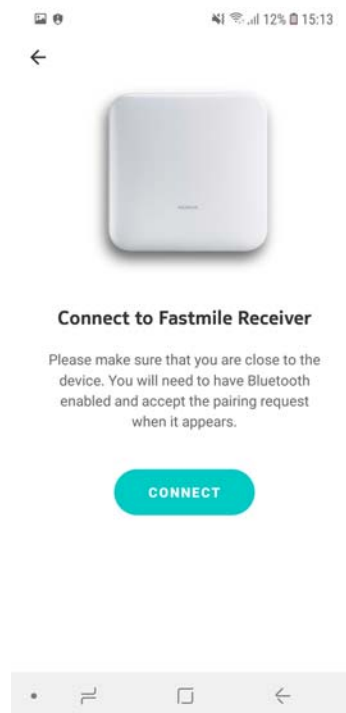 12% 15:13
NOKIA
Connect to Fastmile Receiver
Please make sure that you are close to the
device. You will need to have Bluetooth
enabled and accept the pairing request
when it appears.
CONNECT